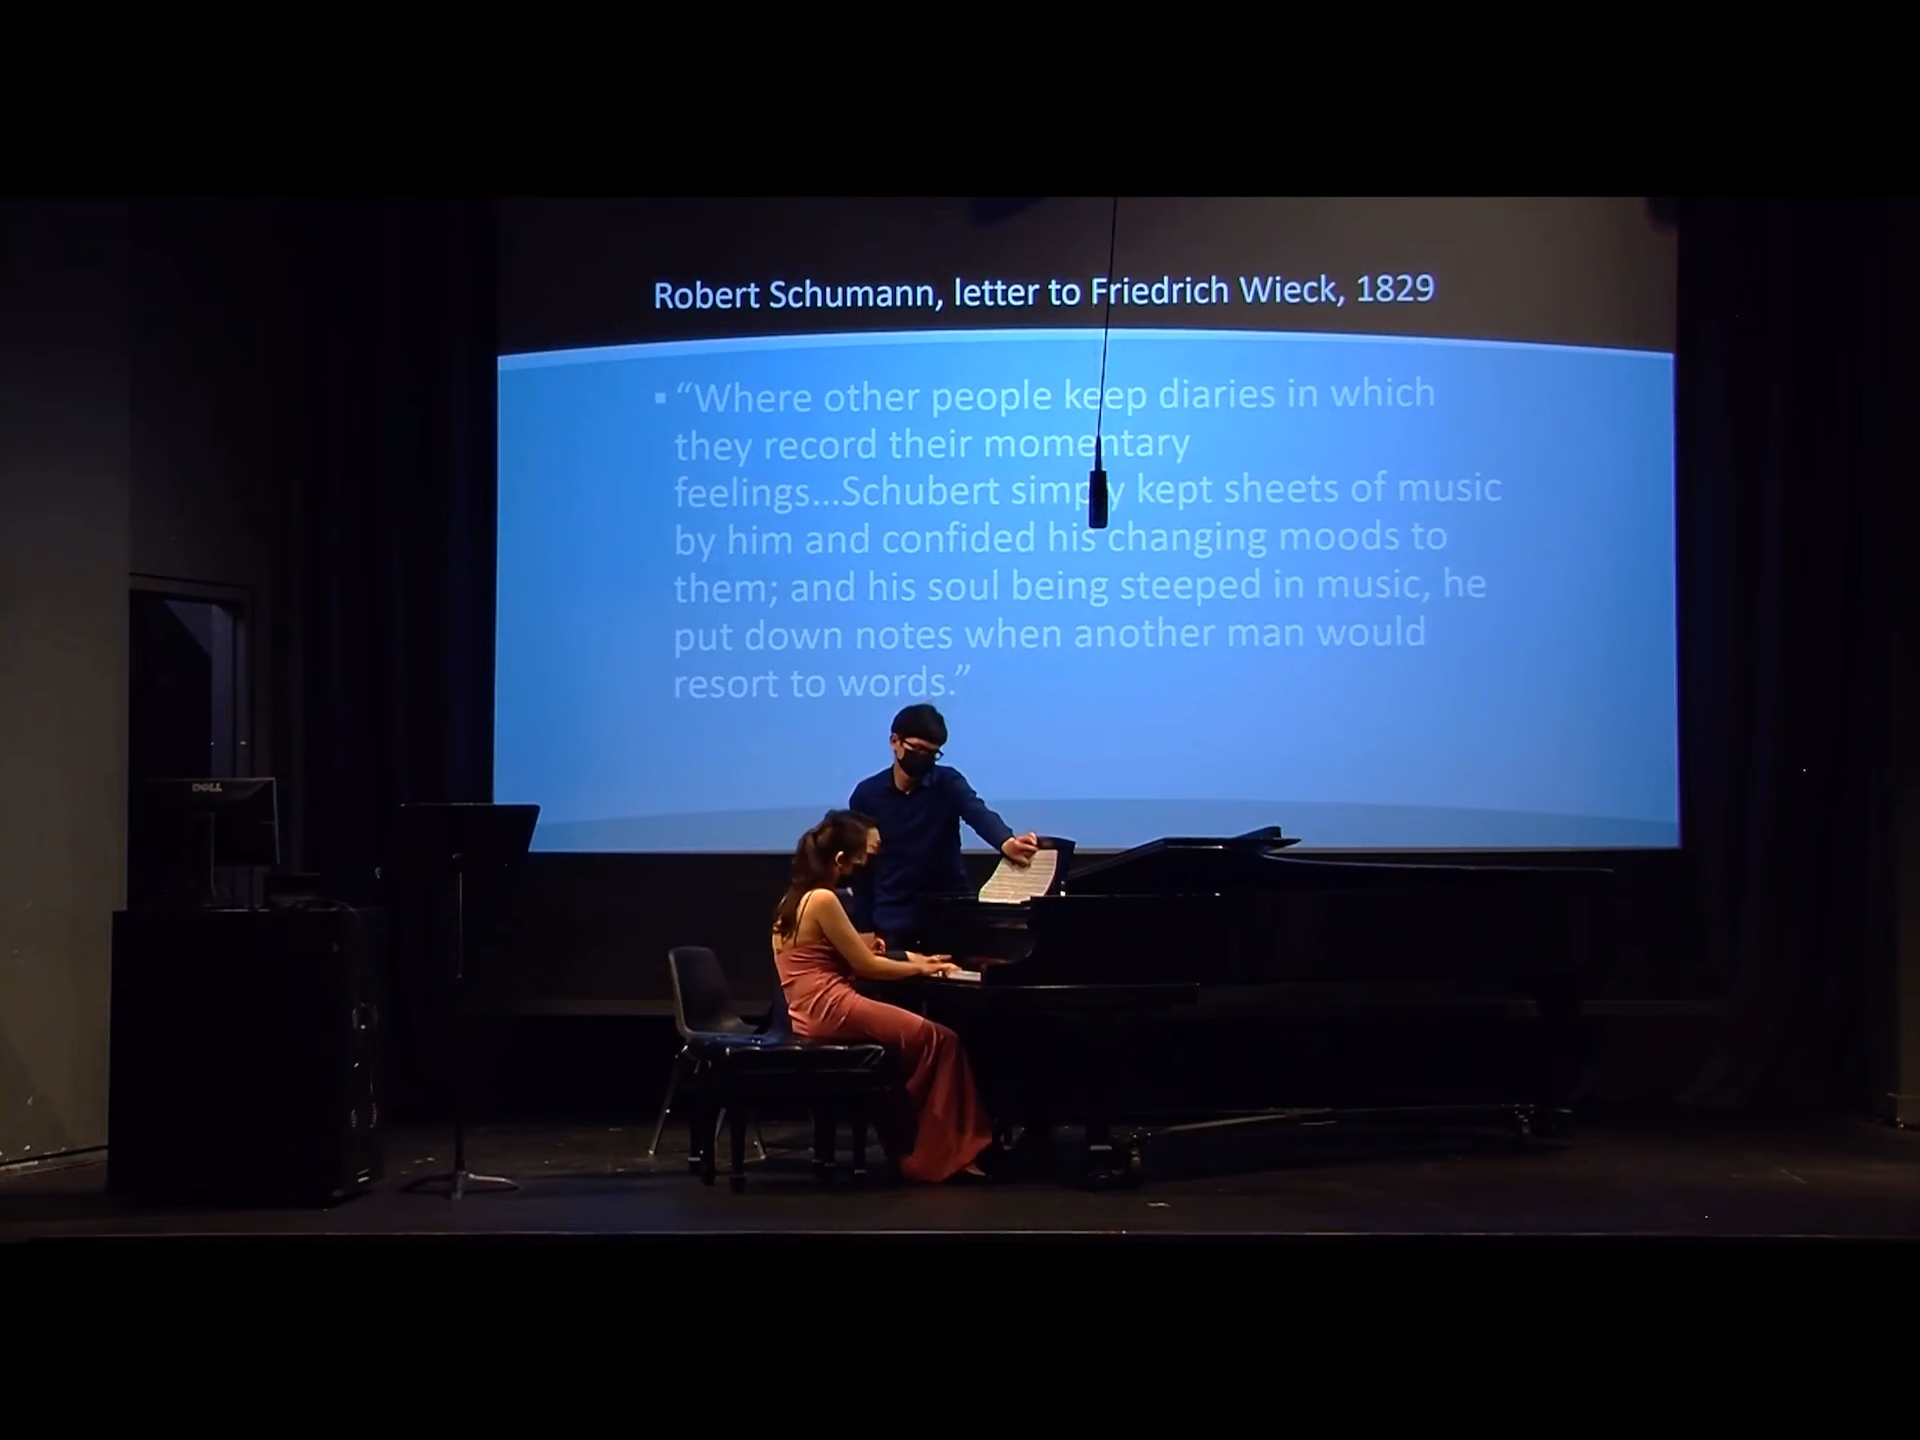 Robert Schumann, letter to Friedrich Wieck, 1829
▪ “Where other people keep diaries in which
they record their momentary
feelings...Schubert simply kept sheets of music
by him and confided his changing moods to
them; and his soul being steeped in music, he
put down notes when another man would
resort to words.”
DELL